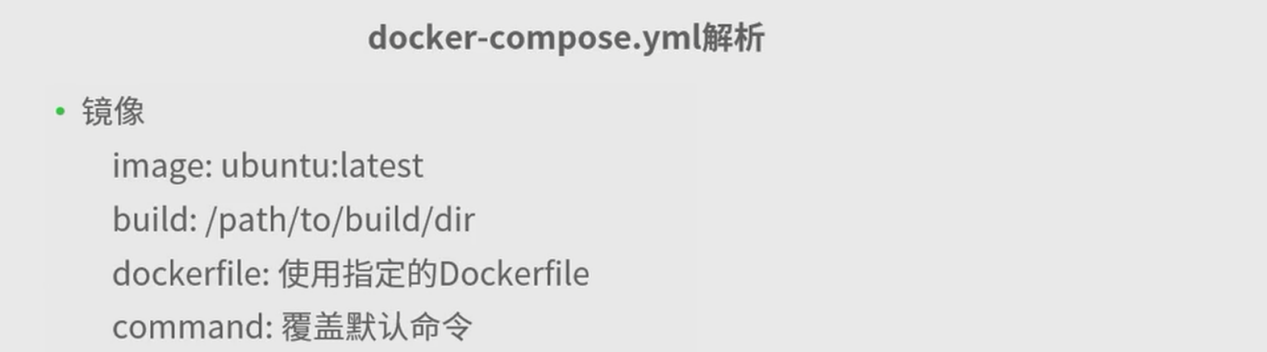 docker-compose.yml解析
• 镜像
image: ubuntu:latest
build: /path/to/build/dir
dockerfile: 使用指定的Dockerfile
command: 覆盖默认命令